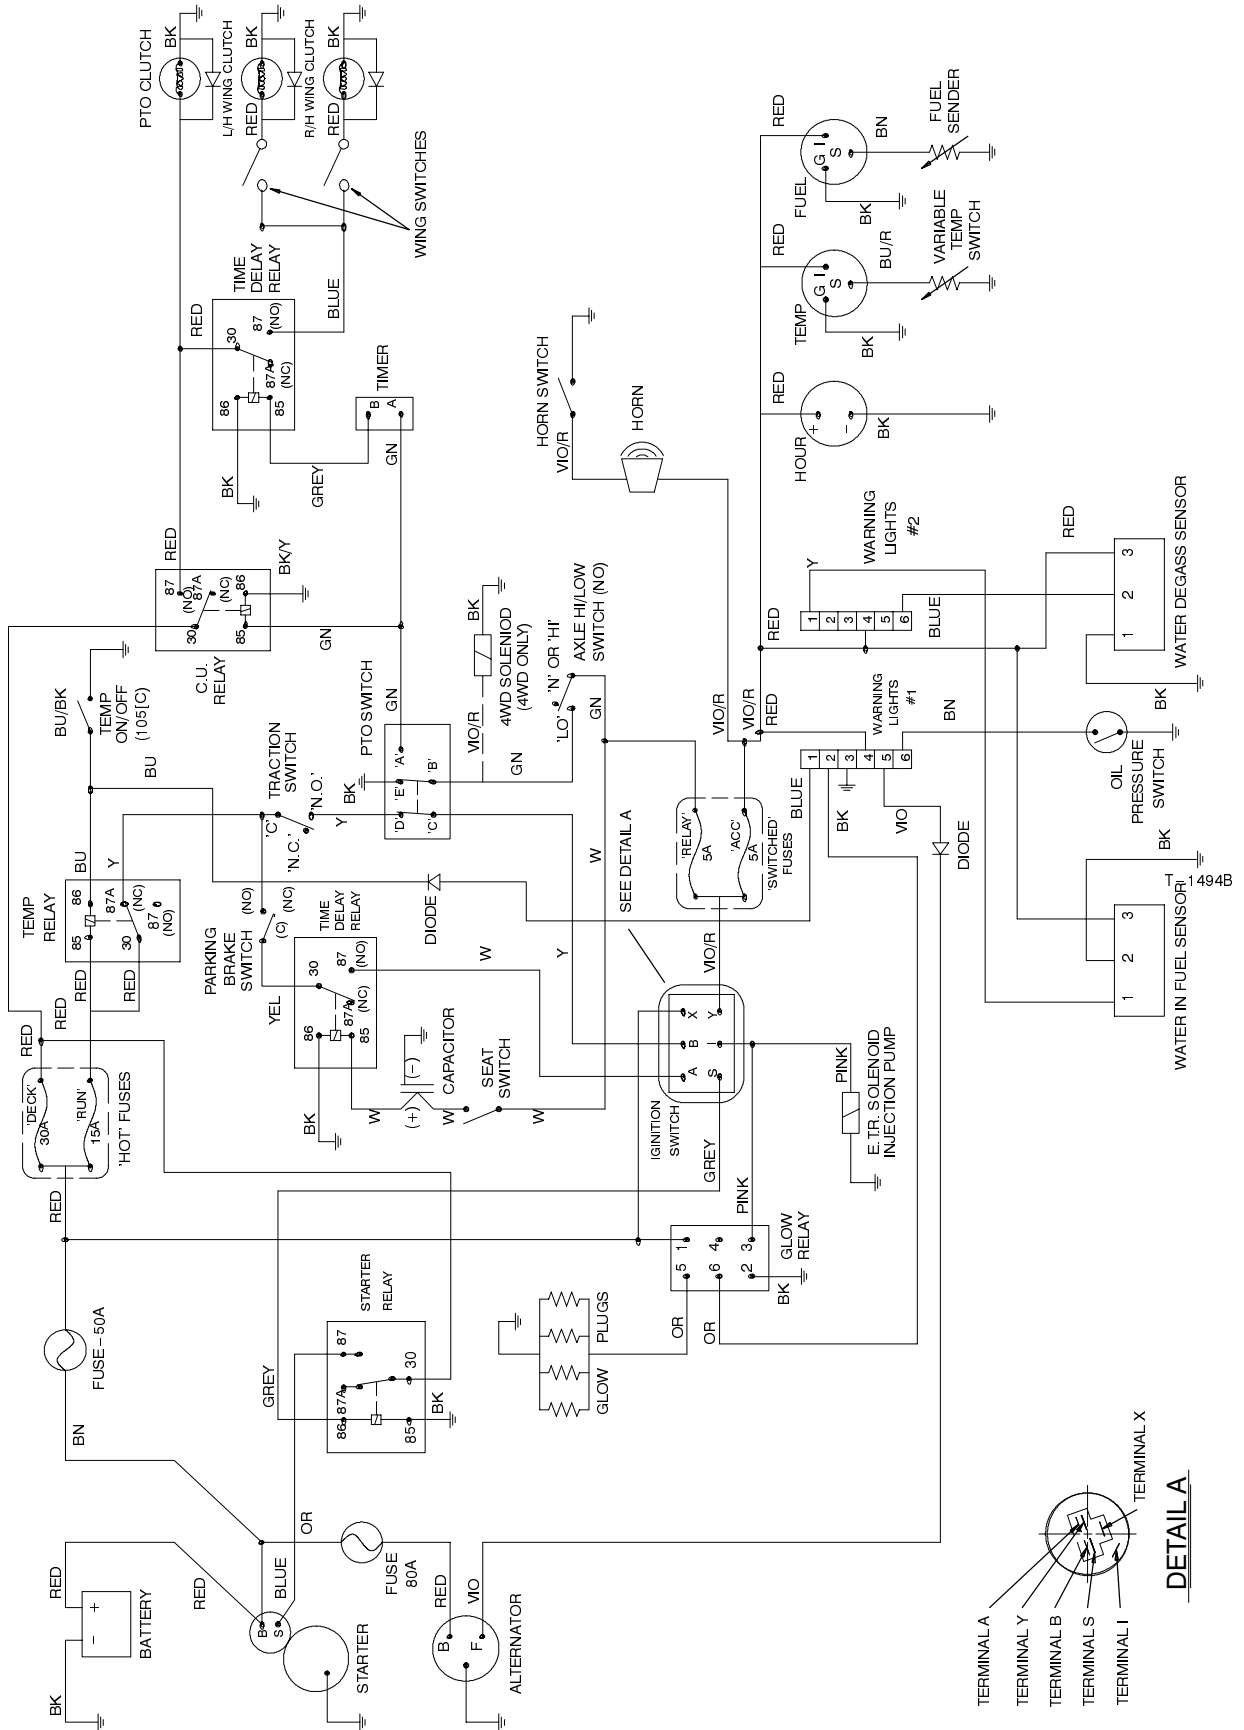 PTO CLUTCH
BK
L/H WING CLUTCH
RED
BK
R/H WING CLUTCH
RED
BK
WING SWITCHES
TIME
DELAY
RELAY
RED
30
87
(NO)
87A
(NC)
86
85
BLUE
BK
GREY
TIMER
B
A
GN
RED
87
(NO)
87A
(NC)
86
30
85
BK/Y
GN
C.U.
RELAY
BU/BK
TEMP
ON/OFF
(105[C)
BU
TRACTION
SWITCH
'C'
'N.C.'
'N.O.'
Y
PTO SWITCH
GN
BK
'A'
'E'
'B'
'D'
'C'
VIO/R
BK
4WD SOLENIOD
(4WD ONLY)
GN
AXLE HI/LOW
SWITCH (NO)
'N' OR 'HI'
'LO'
GN
HORN SWITCH
VIO/R
HORN
TEMP
RELAY
BU
86
85
87A
(NC)
87
(NO)
30
Y
RED
RED
RED
RED
'DECK'
30A
'RUN'
15A
'HOT' FUSES
RED
PARKING
BRAKE
SWITCH
(NO)
(C)
(NC)
YEL
TIME
DELAY
RELAY
30
87
(NO)
87A
(NC)
86
85
BK
W
(+)
(-)
CAPACITOR
W
SEAT
SWITCH
W
DIODE
W
Y
W
SEE DETAIL A
'RELAY'
5A
'ACC'
5A
'SWITCHED'
FUSES
VIO/R
VIO/R
VIO/R
RED
IGINITION
SWITCH
A
B
X
S
I
Y
GREY
PINK
PINK
E.T.R. SOLENOID
INJECTION PUMP
GLOW
RELAY
1
4
3
5
6
2
BK
OR
OR
GLOW
PLUGS
STARTER
RELAY
87
87A
30
86
85
BK
GREY
FUSE-50A
BN
RED
RED
BATTERY
BK
+
-
BLUE
OR
B
S
STARTER
FUSE
80A
RED
VIO
B
F
ALTERNATOR
RED
FUEL
G
I
S
BK
BN
FUEL
SENDER
RED
TEMP
G
I
S
BK
BU/R
VARIABLE
TEMP
SWITCH
RED
HOUR
+
-
BK
RED
Y
WARNING
LIGHTS
#2
1
2
3
4
5
6
BLUE
RED
WATER DEGASS SENSOR
1
2
3
BK
WARNING
LIGHTS
#1
1
2
3
4
5
6
BLUE
BK
VIO
BN
DIODE
OIL
PRESSURE
SWITCH
BK
T-1494B
WATER IN FUEL SENSOR
1
2
3
TERMINAL A
TERMINAL Y
TERMINAL B
TERMINAL S
TERMINAL I
TERMINAL X
DETAIL A